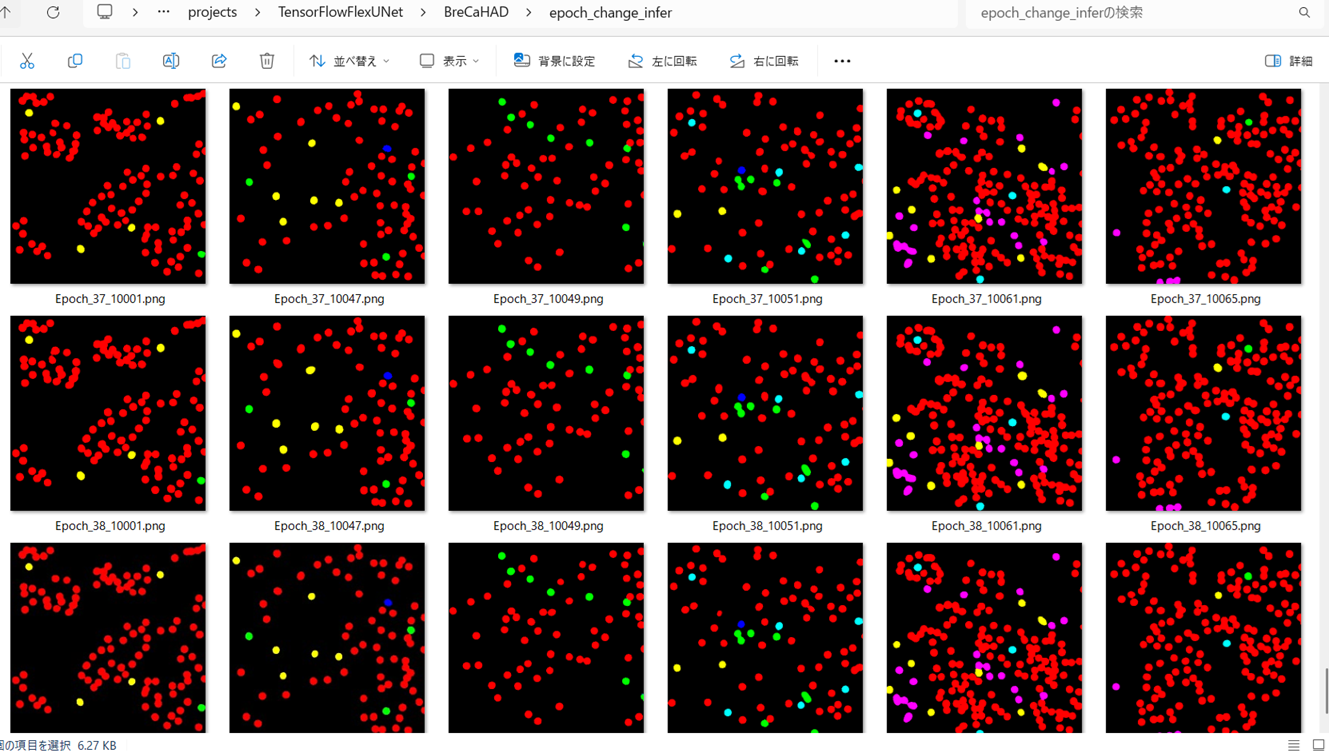 projects > TensorFlowFlexUNet > BreCaHAD > epoch_change_infer
epoch_change_inferの検索
並べ替え 表示 背景に設定 左に回転 右に回転 詳細
Epoch_37_10001.png Epoch_37_10047.png Epoch_37_10049.png Epoch_37_10051.png Epoch_37_10061.png Epoch_37_10065.png
Epoch_38_10001.png Epoch_38_10047.png Epoch_38_10049.png Epoch_38_10051.png Epoch_38_10061.png Epoch_38_10065.png
の項目を選択 6.27 KB